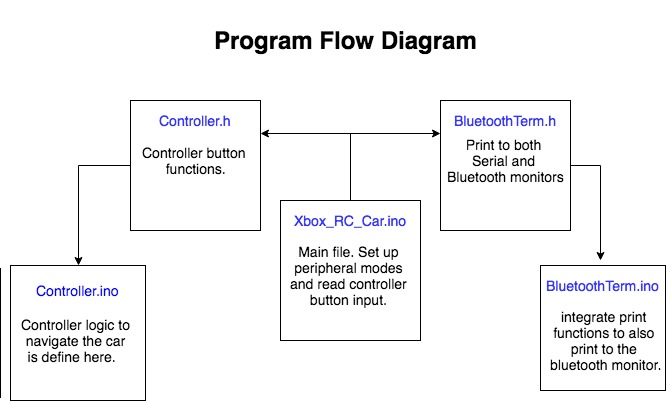 Program Flow Diagram
Controller.h
Controller button
functions.
BluetoothTerm.h
Print to both
Serial and
Bluetooth monitors
Xbox_RC_Car.ino
Main file. Set up
peripheral modes
and read controller
button input.
Controller.ino
Controller logic to
navigate the car
is define here.
BluetoothTerm.ino
integrate print
functions to also
print to the
bluetooth monitor.